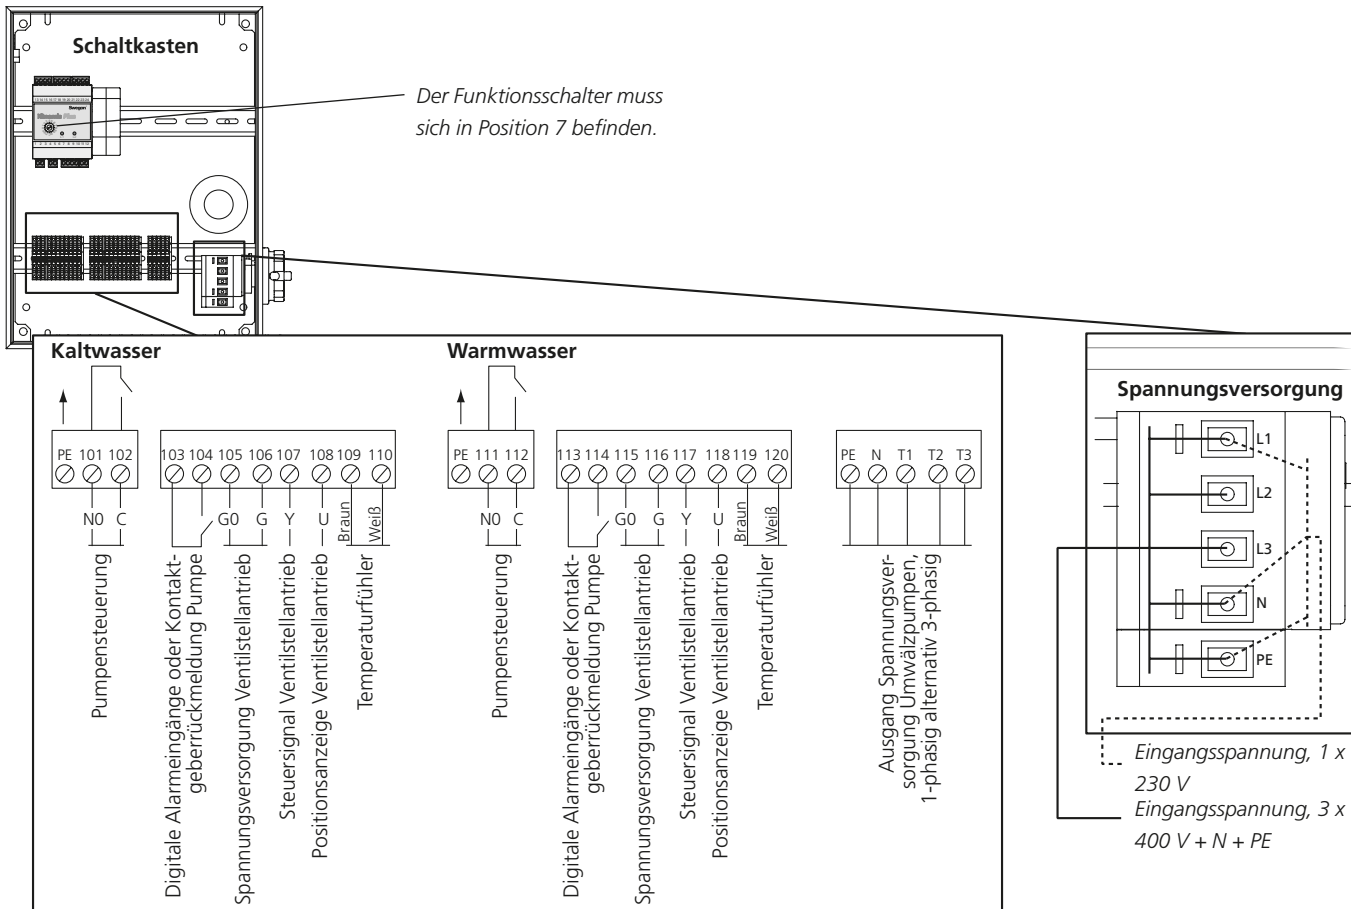 Schaltkasten
Der Funktionsschalter muss
sich in Position 7 befinden.
Swegon
Kaltwasser
PE 101 102
N0 C
Pumpensteuerung
103 104 105 106 107 108 109 110
G0 G Y U Braun Weiß
Digitale Alarmeingänge oder Kontakt-
geberrückmeldung Pumpe
Spannungsversorgung Ventilstellantrieb
Steuersignal Ventilstellantrieb
Positionsanzeige Ventilstellantrieb
Temperaturfühler
Warmwasser
PE 111 112
N0 C
Pumpensteuerung
113 114 115 116 117 118 119 120
G0 G Y U Braun Weiß
Digitale Alarmeingänge oder Kontakt-
geberrückmeldung Pumpe
Spannungsversorgung Ventilstellantrieb
Steuersignal Ventilstellantrieb
Positionsanzeige Ventilstellantrieb
Temperaturfühler
PE N T1 T2 T3
Ausgang Spannungsver-
sorgung Umwälzpumpen,
1-phasig alternativ 3-phasig
Spannungsversorgung
L1
L2
L3
N
PE
Eingangsspannung, 1 x
230 V
Eingangsspannung, 3 x
400 V + N + PE